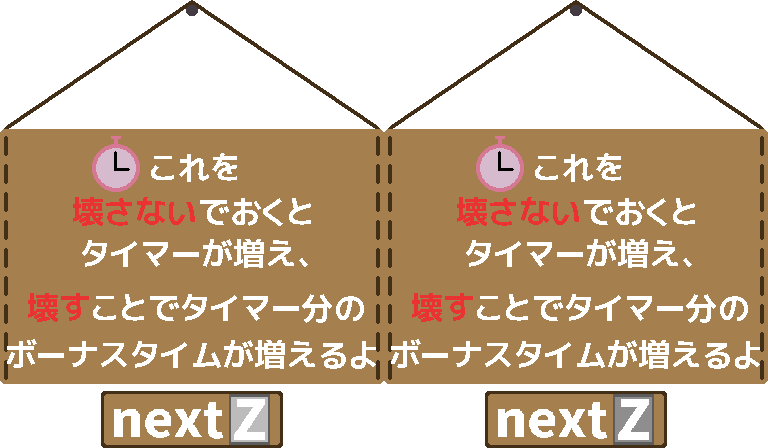 これを
壊さないでおくと
タイマーが増え、
壊すことでタイマー分の
ボーナスタイムが増えるよ
next Z
これを
壊さないでおくと
タイマーが増え、
壊すことでタイマー分の
ボーナスタイムが増えるよ
next Z